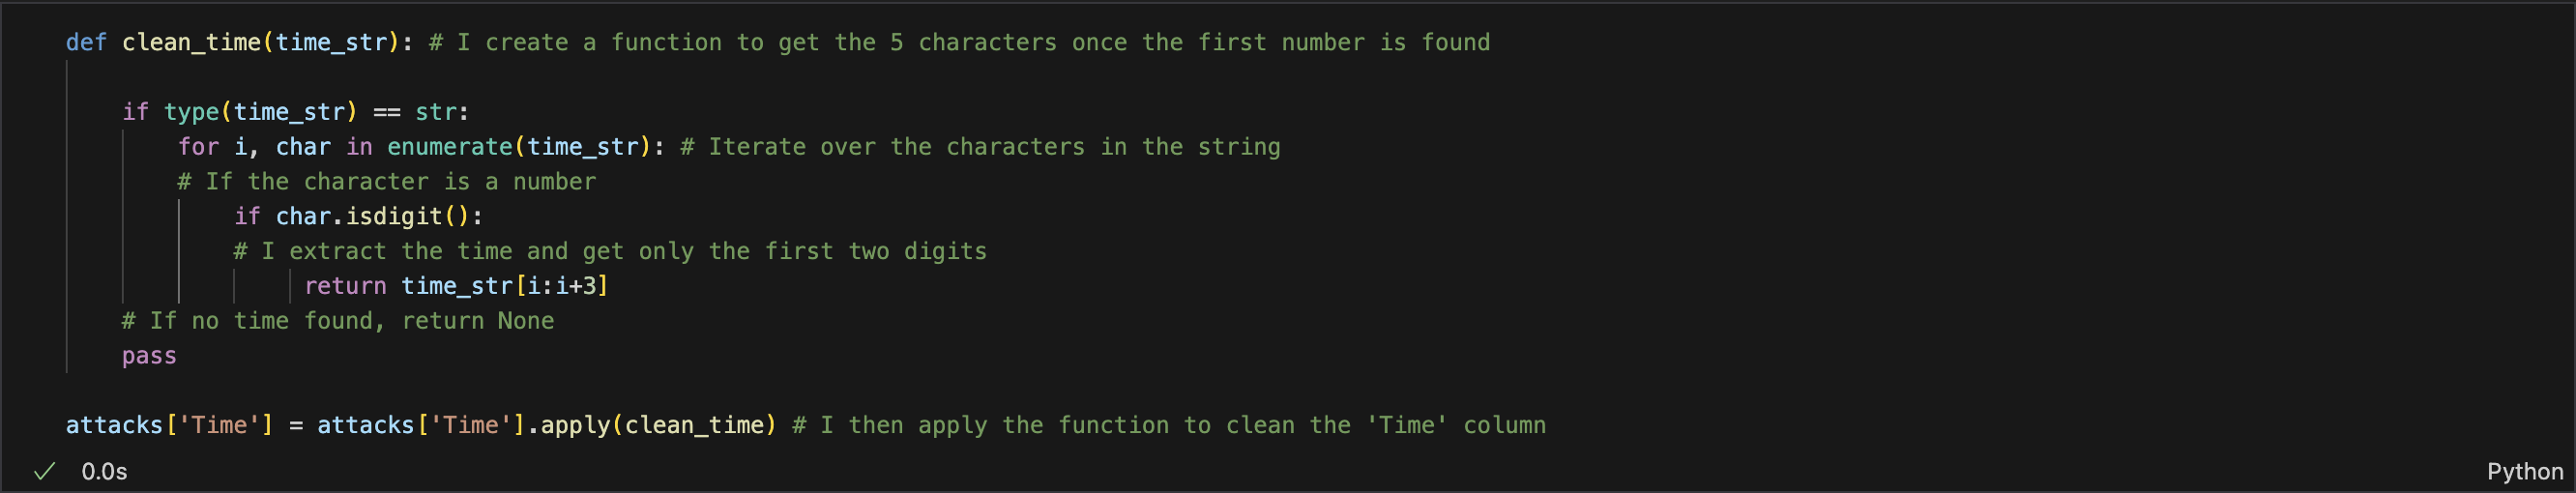 def clean_time(time_str): # I create a function to get the 5 characters once the first number is found
if type(time_str) == str:
for i, char in enumerate(time_str): # Iterate over the characters in the string
# If the character is a number
if char.isdigit():
# I extract the time and get only the first two digits
return time_str[i:i+3]
# If no time found, return None
pass
attacks['Time'] = attacks['Time'].apply(clean_time) # I then apply the function to clean the 'Time' column
0.0s
Python